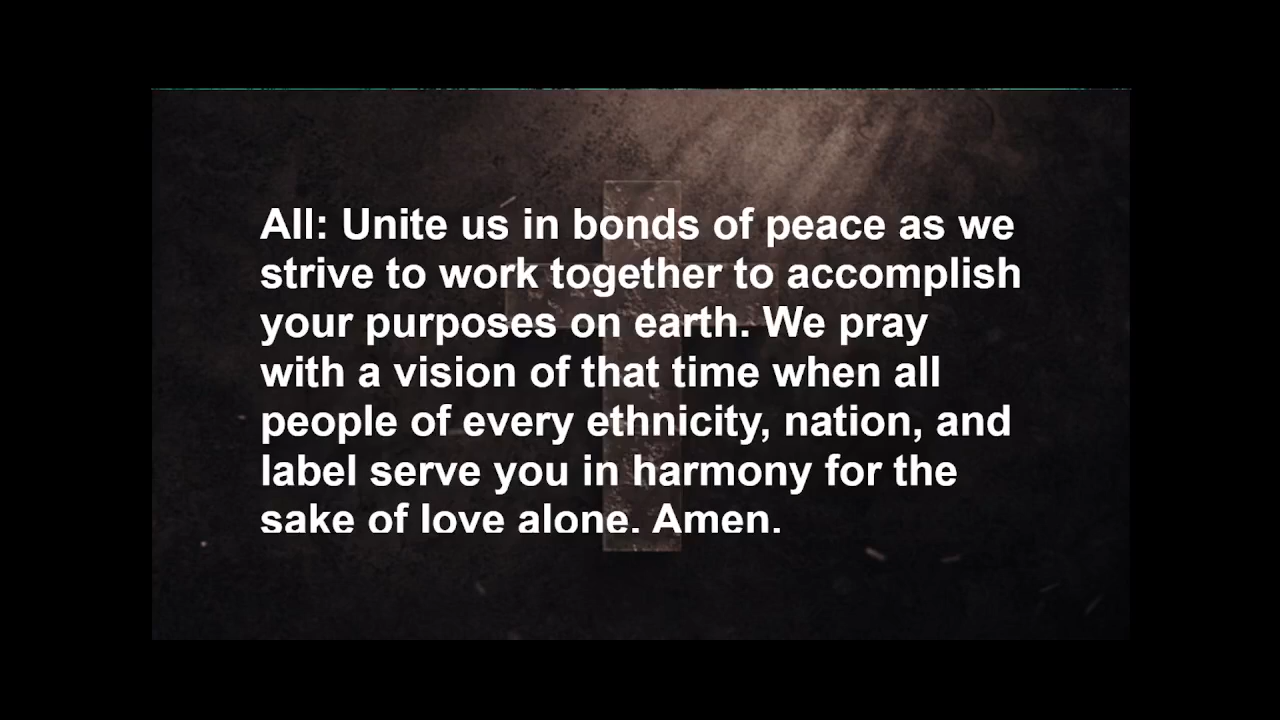 All: Unite us in bonds of peace as we
strive to work together to accomplish
your purposes on earth. We pray
with a vision of that time when all
people of every ethnicity, nation, and
label serve you in harmony for the
sake of love alone. Amen.